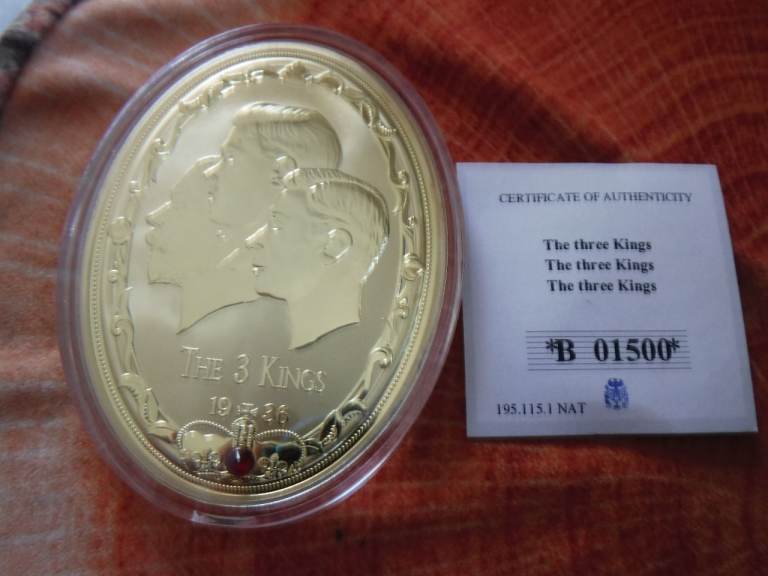 THE 3 KINGS
19 36
CERTIFICATE OF AUTHENTICITY
The three Kings
The three Kings
The three Kings
*B 01500*
195.115.1 NAT